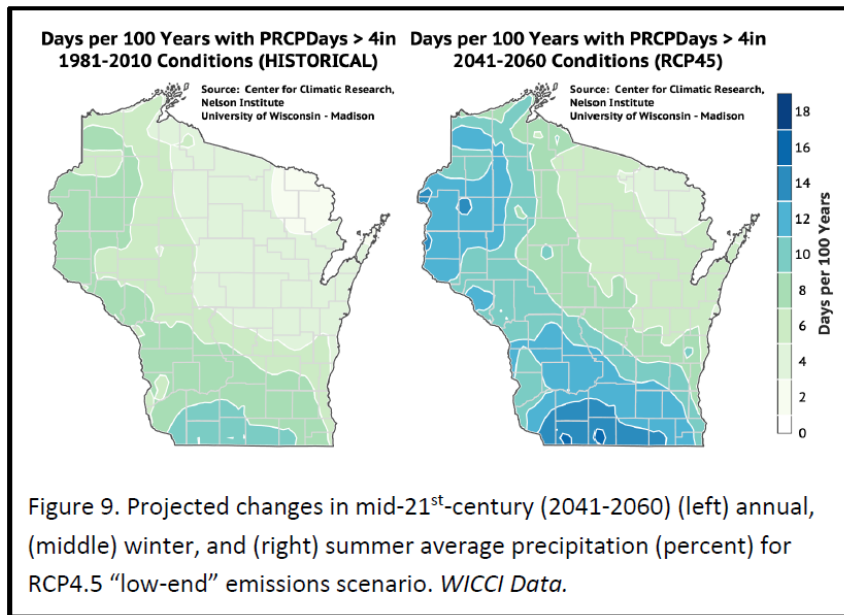 Days per 100 Years with PRCPDays > 4in
1981-2010 Conditions (HISTORICAL)
Source: Center for Climatic Research,
Nelson Institute
University of Wisconsin - Madison
Days per 100 Years with PRCPDays > 4in
2041-2060 Conditions (RCP45)
Source: Center for Climatic Research,
Nelson Institute
University of Wisconsin - Madison
18
16
14
12
10
8
6
4
2
0
Days per 100 Years
Figure 9. Projected changes in mid-21st-century (2041-2060) (left) annual,
(middle) winter, and (right) summer average precipitation (percent) for
RCP4.5 “low-end” emissions scenario. WICCI Data.